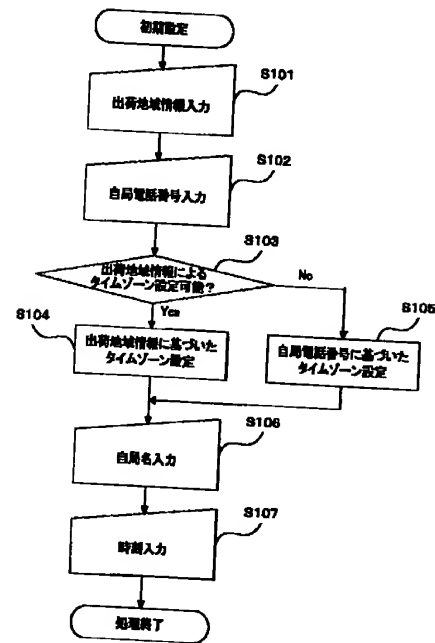 初期設定
S101
出荷地域情報入力
S102
自局電話番号入力
S103
出荷地域情報による
タイムゾーン設定可能？
No
Yes
S104
出荷地域情報に基づいた
タイムゾーン設定
S105
自局電話番号に基づいた
タイムゾーン設定
S106
自局名入力
S107
時刻入力
処理終了